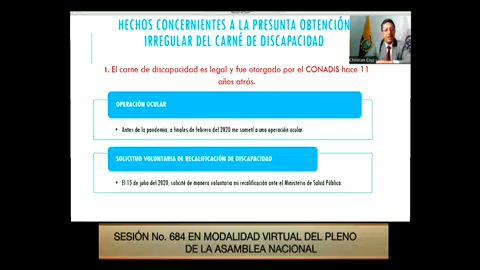 HECHOS CONCERNIENTES A LA PRESUNTA OBTENCIÓN
IRREGULAR DEL CARNÉ DE DISCAPACIDAD
1. El carne de discapacidad es legal y fue otorgado por el CONADIS hace 11
años atrás.
OPERACIÓN OCULAR
• Antes de la pandemia, a finales de febrero del 2020 me sometí a una operación ocular.
SOLICITUD VOLUNTARIA DE RECALIFICACIÓN DE DISCAPACIDAD
• El 15 de julio del 2020, solicité de manera voluntaria mi recalificación ante el Ministerio de Salud Pública.
Christian Cruz
SESIÓN No. 684 EN MODALIDAD VIRTUAL DEL PLENO
DE LA ASAMBLEA NACIONAL